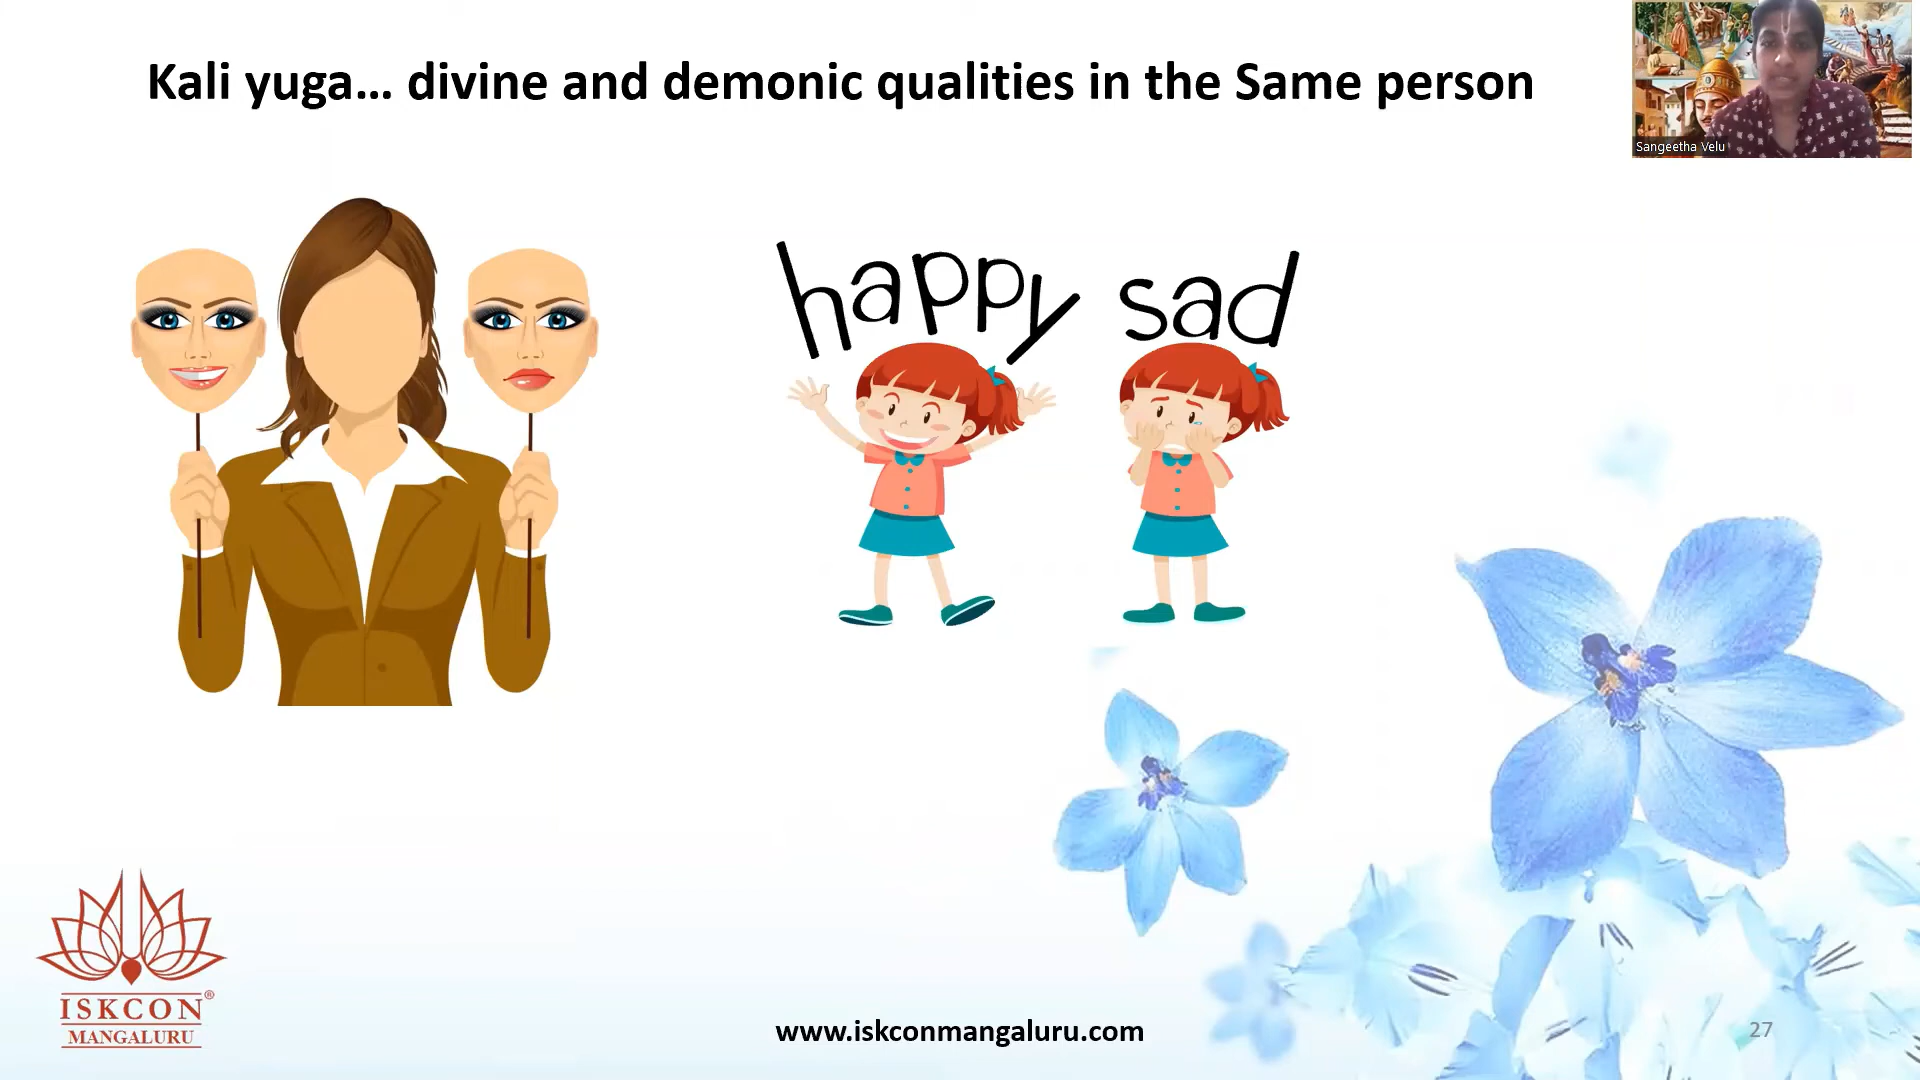 Kali yuga... divine and demonic qualities in the Same person
Sangeetha Velu
happy sad
ISKCON®
MANGALURU
www.iskconmangaluru.com
27